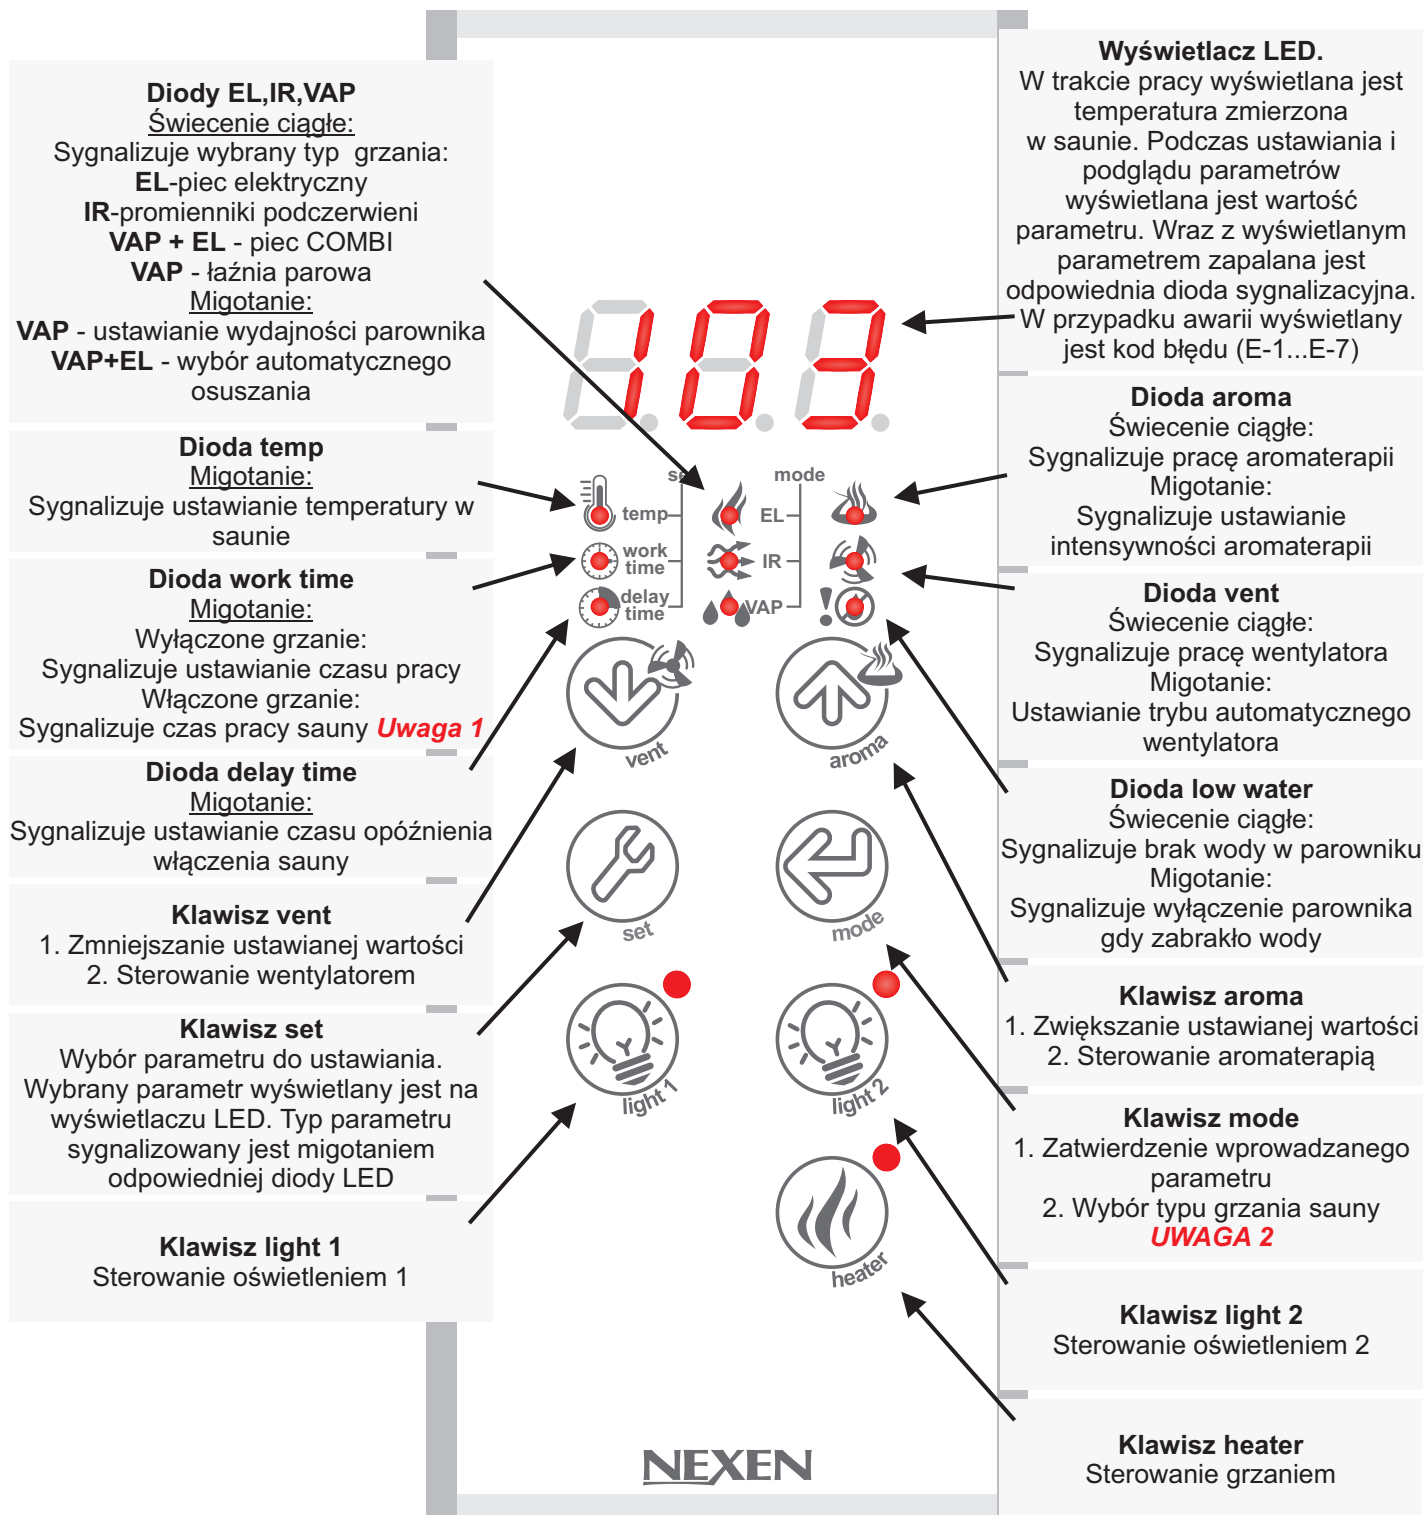 Diody EL,IR,VAP
Świecenie ciągłe:
Sygnalizuje wybrany typ grzania:
EL-piec elektryczny
IR-promienniki podczerwieni
VAP + EL - piec COMBI
VAP - łaźnia parowa
Migotanie:
VAP - ustawianie wydajności parownika
VAP+EL - wybór automatycznego
osuszania
Dioda temp
Migotanie:
Sygnalizuje ustawianie temperatury w
saunie
Dioda work time
Migotanie:
Wyłączone grzanie:
Sygnalizuje ustawianie czasu pracy
Włączone grzanie:
Sygnalizuje czas pracy sauny Uwaga 1
Dioda delay time
Migotanie:
Sygnalizuje ustawianie czasu opóźnienia
włączenia sauny
Klawisz vent
1. Zmniejszanie ustawianej wartości
2. Sterowanie wentylatorem
Klawisz set
Wybór parametru do ustawiania.
Wybrany parametr wyświetlany jest na
wyświetlaczu LED. Typ parametru
sygnalizowany jest migotaniem
odpowiedniej diody LED
Klawisz light 1
Sterowanie oświetleniem 1
103
set
mode
temp
EL
work
time
IR
delay
time
VAP
vent
aroma
set
mode
light 1
light 2
heater
NEXEN
Wyświetlacz LED.
W trakcie pracy wyświetlana jest
temperatura zmierzona
w saunie. Podczas ustawiania i
podglądu parametrów
wyświetlana jest wartość
parametru. Wraz z wyświetlanym
parametrem zapalana jest
odpowiednia dioda sygnalizacyjna.
W przypadku awarii wyświetlany
jest kod błędu (E-1...E-7)
Dioda aroma
Świecenie ciągłe:
Sygnalizuje pracę aromaterapii
Migotanie:
Sygnalizuje ustawianie
intensywności aromaterapii
Dioda vent
Świecenie ciągłe:
Sygnalizuje pracę wentylatora
Migotanie:
Ustawianie trybu automatycznego
wentylatora
Dioda low water
Świecenie ciągłe:
Sygnalizuje brak wody w parowniku
Migotanie:
Sygnalizuje wyłączenie parownika
gdy zabrakło wody
Klawisz aroma
1. Zwiększanie ustawianej wartości
2. Sterowanie aromaterapią
Klawisz mode
1. Zatwierdzenie wprowadzanego
parametru
2. Wybór typu grzania sauny
UWAGA 2
Klawisz light 2
Sterowanie oświetleniem 2
Klawisz heater
Sterowanie grzaniem